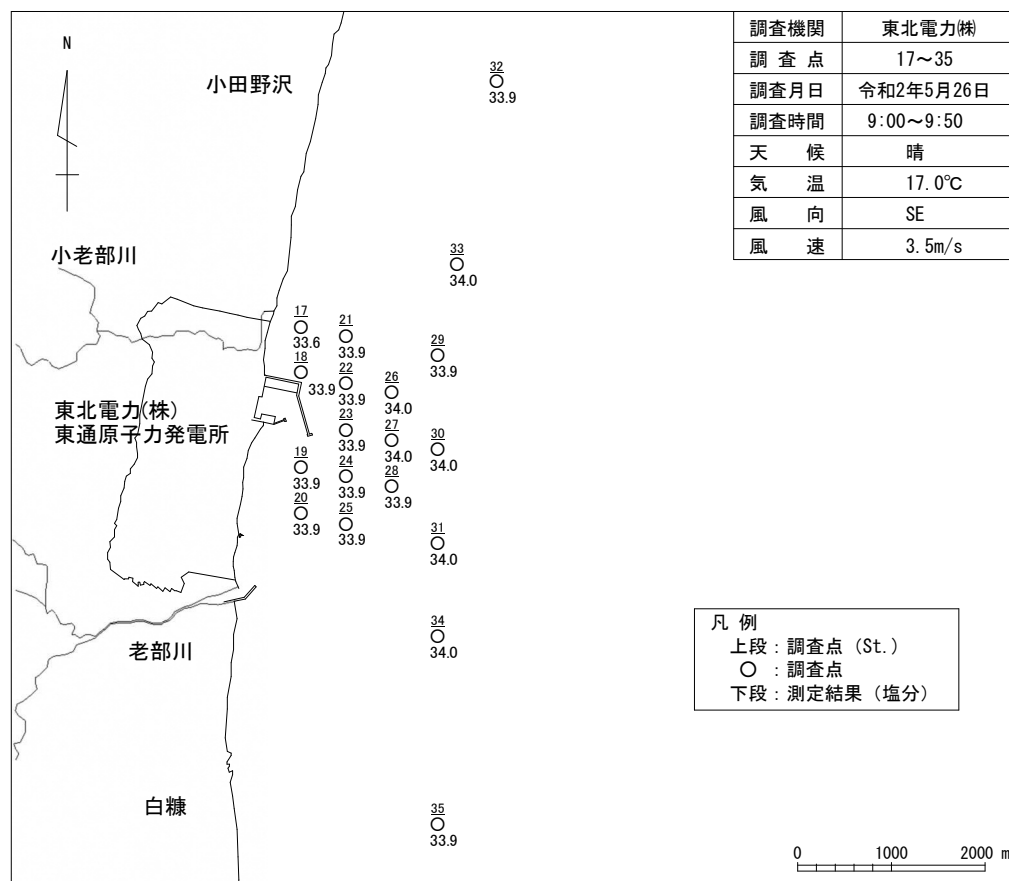 調査機関 東北電力㈱
調査点 17～35
調査月日 令和2年5月26日
調査時間 9:00～9:50
天候 晴
気温 17.0℃
風向 SE
風速 3.5m/s
N
小田野沢
32
33.9
小老部川
33
34.0
17
33.6
21
33.9
29
33.9
18
33.9
22
33.9
26
34.0
東北電力(株)
東通原子力発電所
23
33.9
27
34.0
30
34.0
19
33.9
24
33.9
28
33.9
20
33.9
25
33.9
31
34.0
34
34.0
老部川
凡 例
上段：調査点（St.）
○ ：調査点
下段：測定結果（塩分）
白糠
35
33.9
0 1000 2000 m